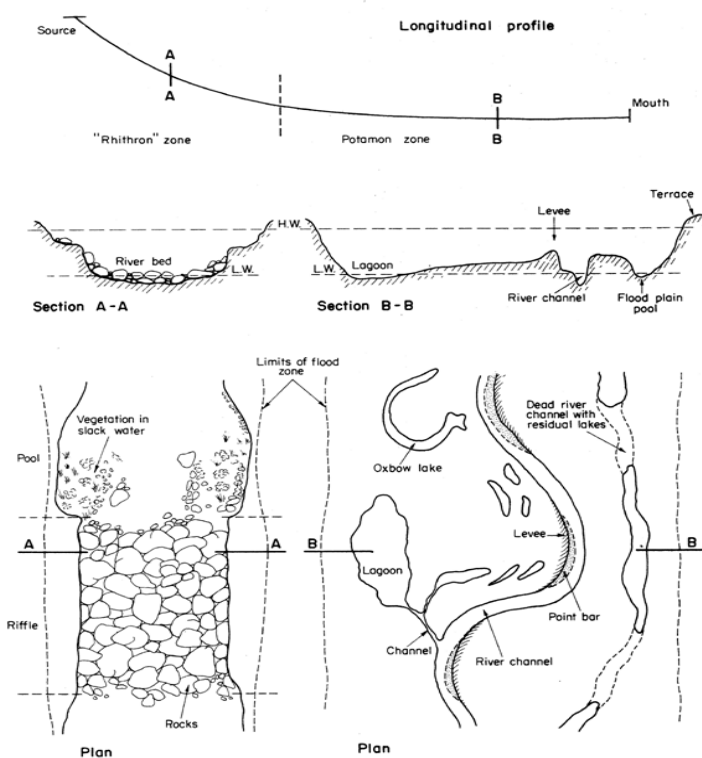 Longitudinal profile
Source
A
A
B
B
Mouth
"Rhithron" zone
Potamon zone
Terrace
Levee
H.W.
River bed
Lagoon
L.W.
L.W.
River channel
Flood plain
pool
Section A-A
Section B-B
Limits of flood
zone
Dead river
channel with
residual lakes
Vegetation in
slack water
Pool
Oxbow lake
Levee
A
A
B
B
Lagoon
Point bar
Riffle
Channel
River channel
Rocks
Plan
Plan